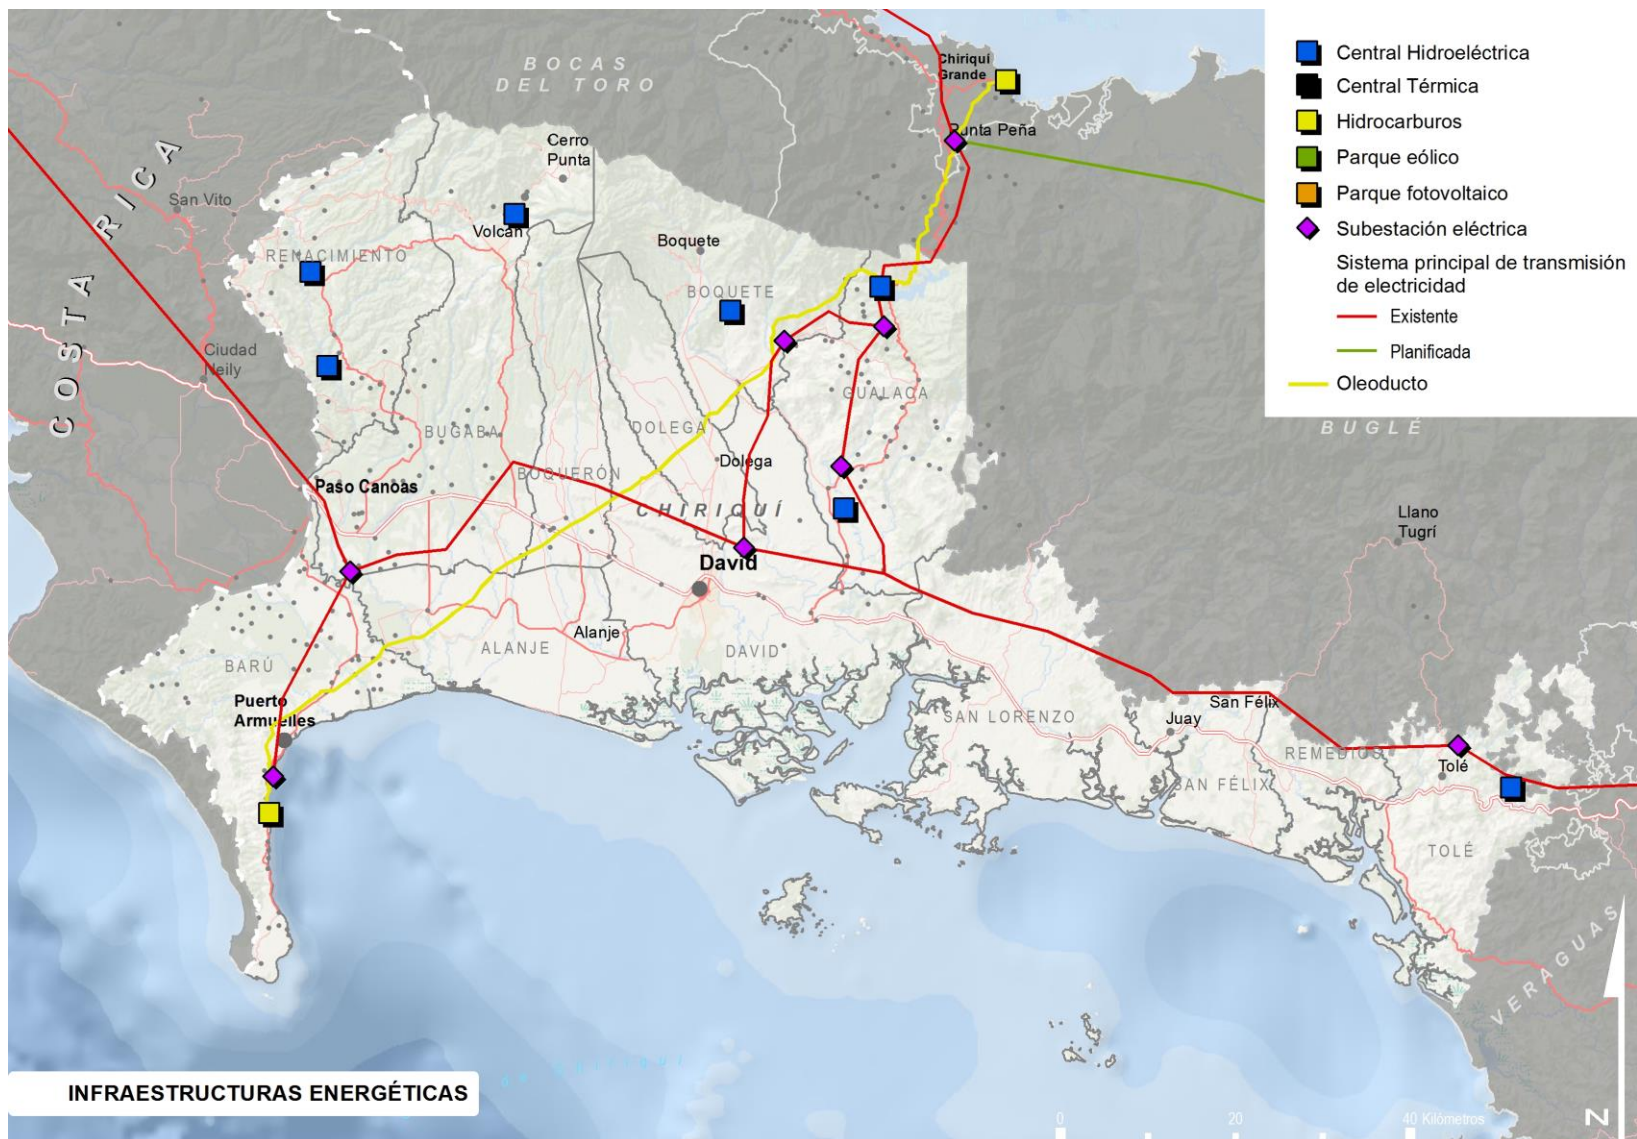 BOCAS
DEL TORO
Chiriquí
Grande
Punta Peña
Cerro
Punta
COSTA RICA
San Vito
Volcán
Boquete
RENACIMIENTO
BOQUETE
Ciudad
Neily
GUALACA
BUGABA
DOLEGA
Dolega
BOQUERÓN
Paso Canoas
CHIRIQUÍ
David
Alanje
ALANJE
DAVID
BARÚ
Puerto
Armuelles
Llano
Tugrí
BUGLÉ
San Félix
Juay
SAN LORENZO
REMEDIOS
Tolé
SAN FÉLIX
TOLÉ
VERAGUAS
Central Hidroeléctrica
Central Térmica
Hidrocarburos
Parque eólico
Parque fotovoltaico
Subestación eléctrica
Sistema principal de transmisión
de electricidad
Existente
Planificada
Oleoducto
INFRAESTRUCTURAS ENERGÉTICAS
0 20 40 Kilómetros
N